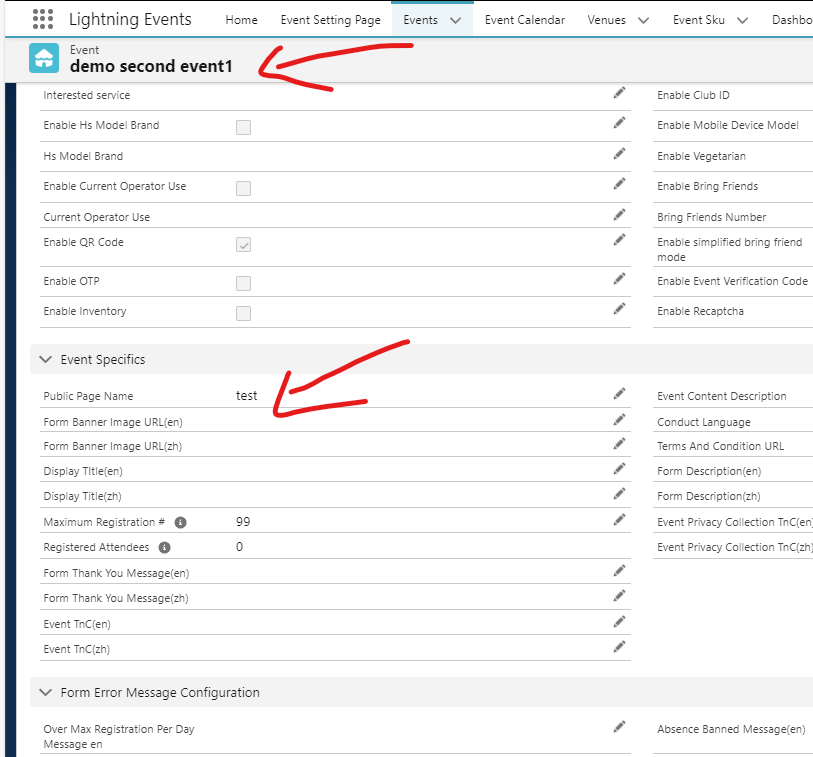 Lightning Events Home Event Setting Page Events Event Calendar Venues Event Sku Dashbo
Event
demo second event1
Interested service Enable Club ID
Enable Hs Model Brand Enable Mobile Device Model
Hs Model Brand Enable Vegetarian
Enable Current Operator Use Enable Bring Friends
Current Operator Use Bring Friends Number
Enable QR Code Enable simplified bring friend
mode
Enable OTP Enable Event Verification Code
Enable Inventory Enable Recaptcha
Event Specifics
Public Page Name test Event Content Description
Form Banner Image URL(en) Conduct Language
Form Banner Image URL(zh) Terms And Condition URL
Display TItle(en) Form Description(en)
Display Title(zh) Form Description(zh)
Maximum Registration # 99 Event Privacy Collection TnC(en)
Registered Attendees 0 Event Privacy Collection TnC(zh)
Form Thank You Message(en)
Form Thank You Message(zh)
Event TnC(en)
Event TnC(zh)
Form Error Message Configuration
Over Max Registration Per Day Absence Banned Message(en)
Message en